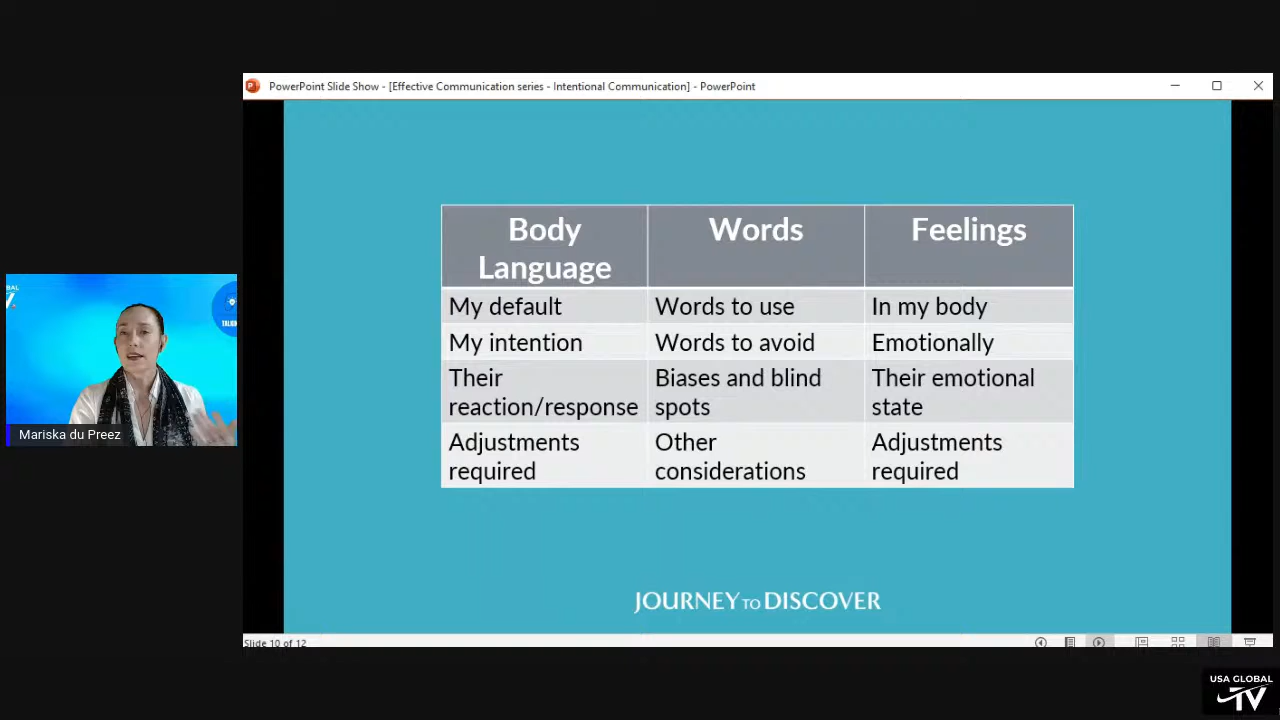 PowerPoint Slide Show - [Effective Communication series - Intentional Communication] - PowerPoint
Body
Language
Words
Feelings
My default
Words to use
In my body
My intention
Words to avoid
Emotionally
Their
reaction/response
Biases and blind
spots
Their emotional
state
Adjustments
required
Other
considerations
Adjustments
required
JOURNEY TO DISCOVER
Slide 10 of 12
Mariska du Preez
USA GLOBAL
TV